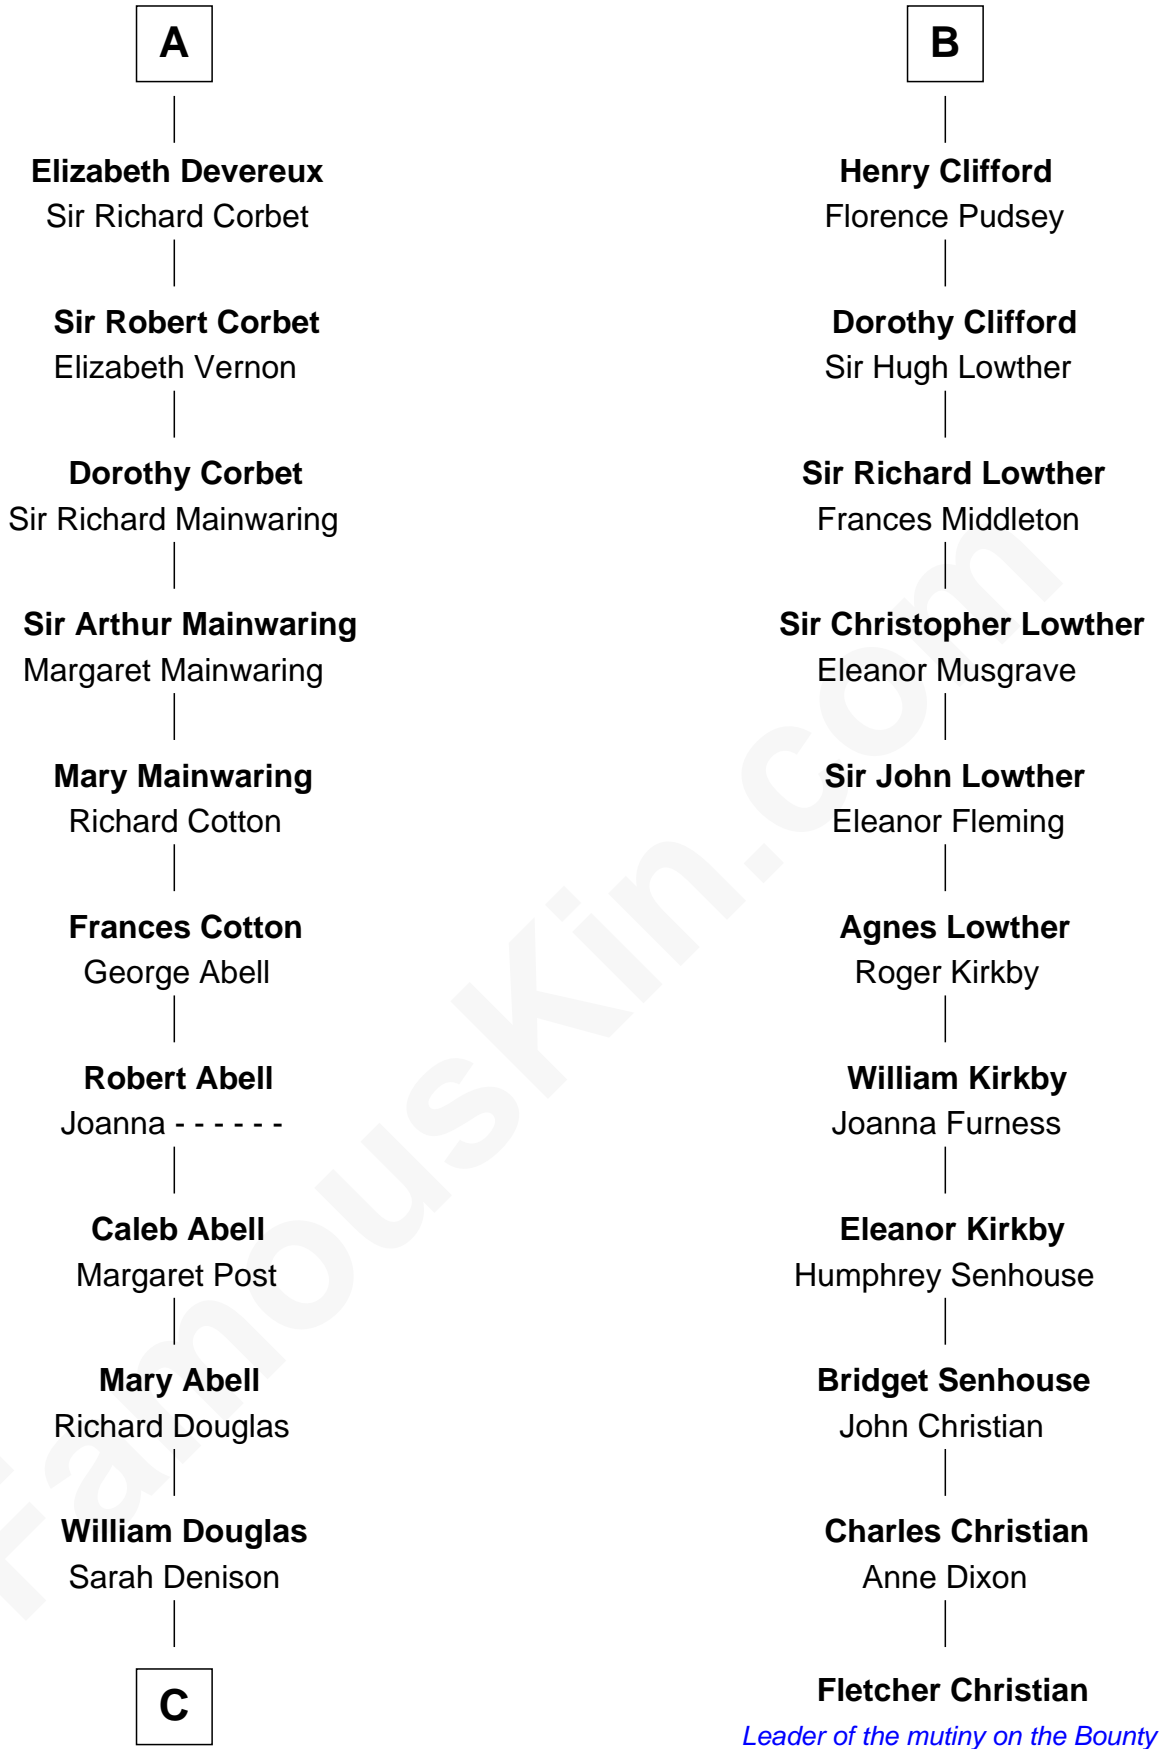 A
Elizabeth Devereux
Sir Richard Corbet
Sir Robert Corbet
Elizabeth Vernon
Dorothy Corbet
Sir Richard Mainwaring
Sir Arthur Mainwaring
Margaret Mainwaring
Mary Mainwaring
Richard Cotton
Frances Cotton
George Abell
Robert Abell
Joanna - - - - - -
Caleb Abell
Margaret Post
Mary Abell
Richard Douglas
William Douglas
Sarah Denison
C
B
Henry Clifford
Florence Pudsey
Dorothy Clifford
Sir Hugh Lowther
Sir Richard Lowther
Frances Middleton
Sir Christopher Lowther
Eleanor Musgrave
Sir John Lowther
Eleanor Fleming
Agnes Lowther
Roger Kirkby
William Kirkby
Joanna Furness
Eleanor Kirkby
Humphrey Senhouse
Bridget Senhouse
John Christian
Charles Christian
Anne Dixon
Fletcher Christian
Leader of the mutiny on the Bounty
FamousKin.com